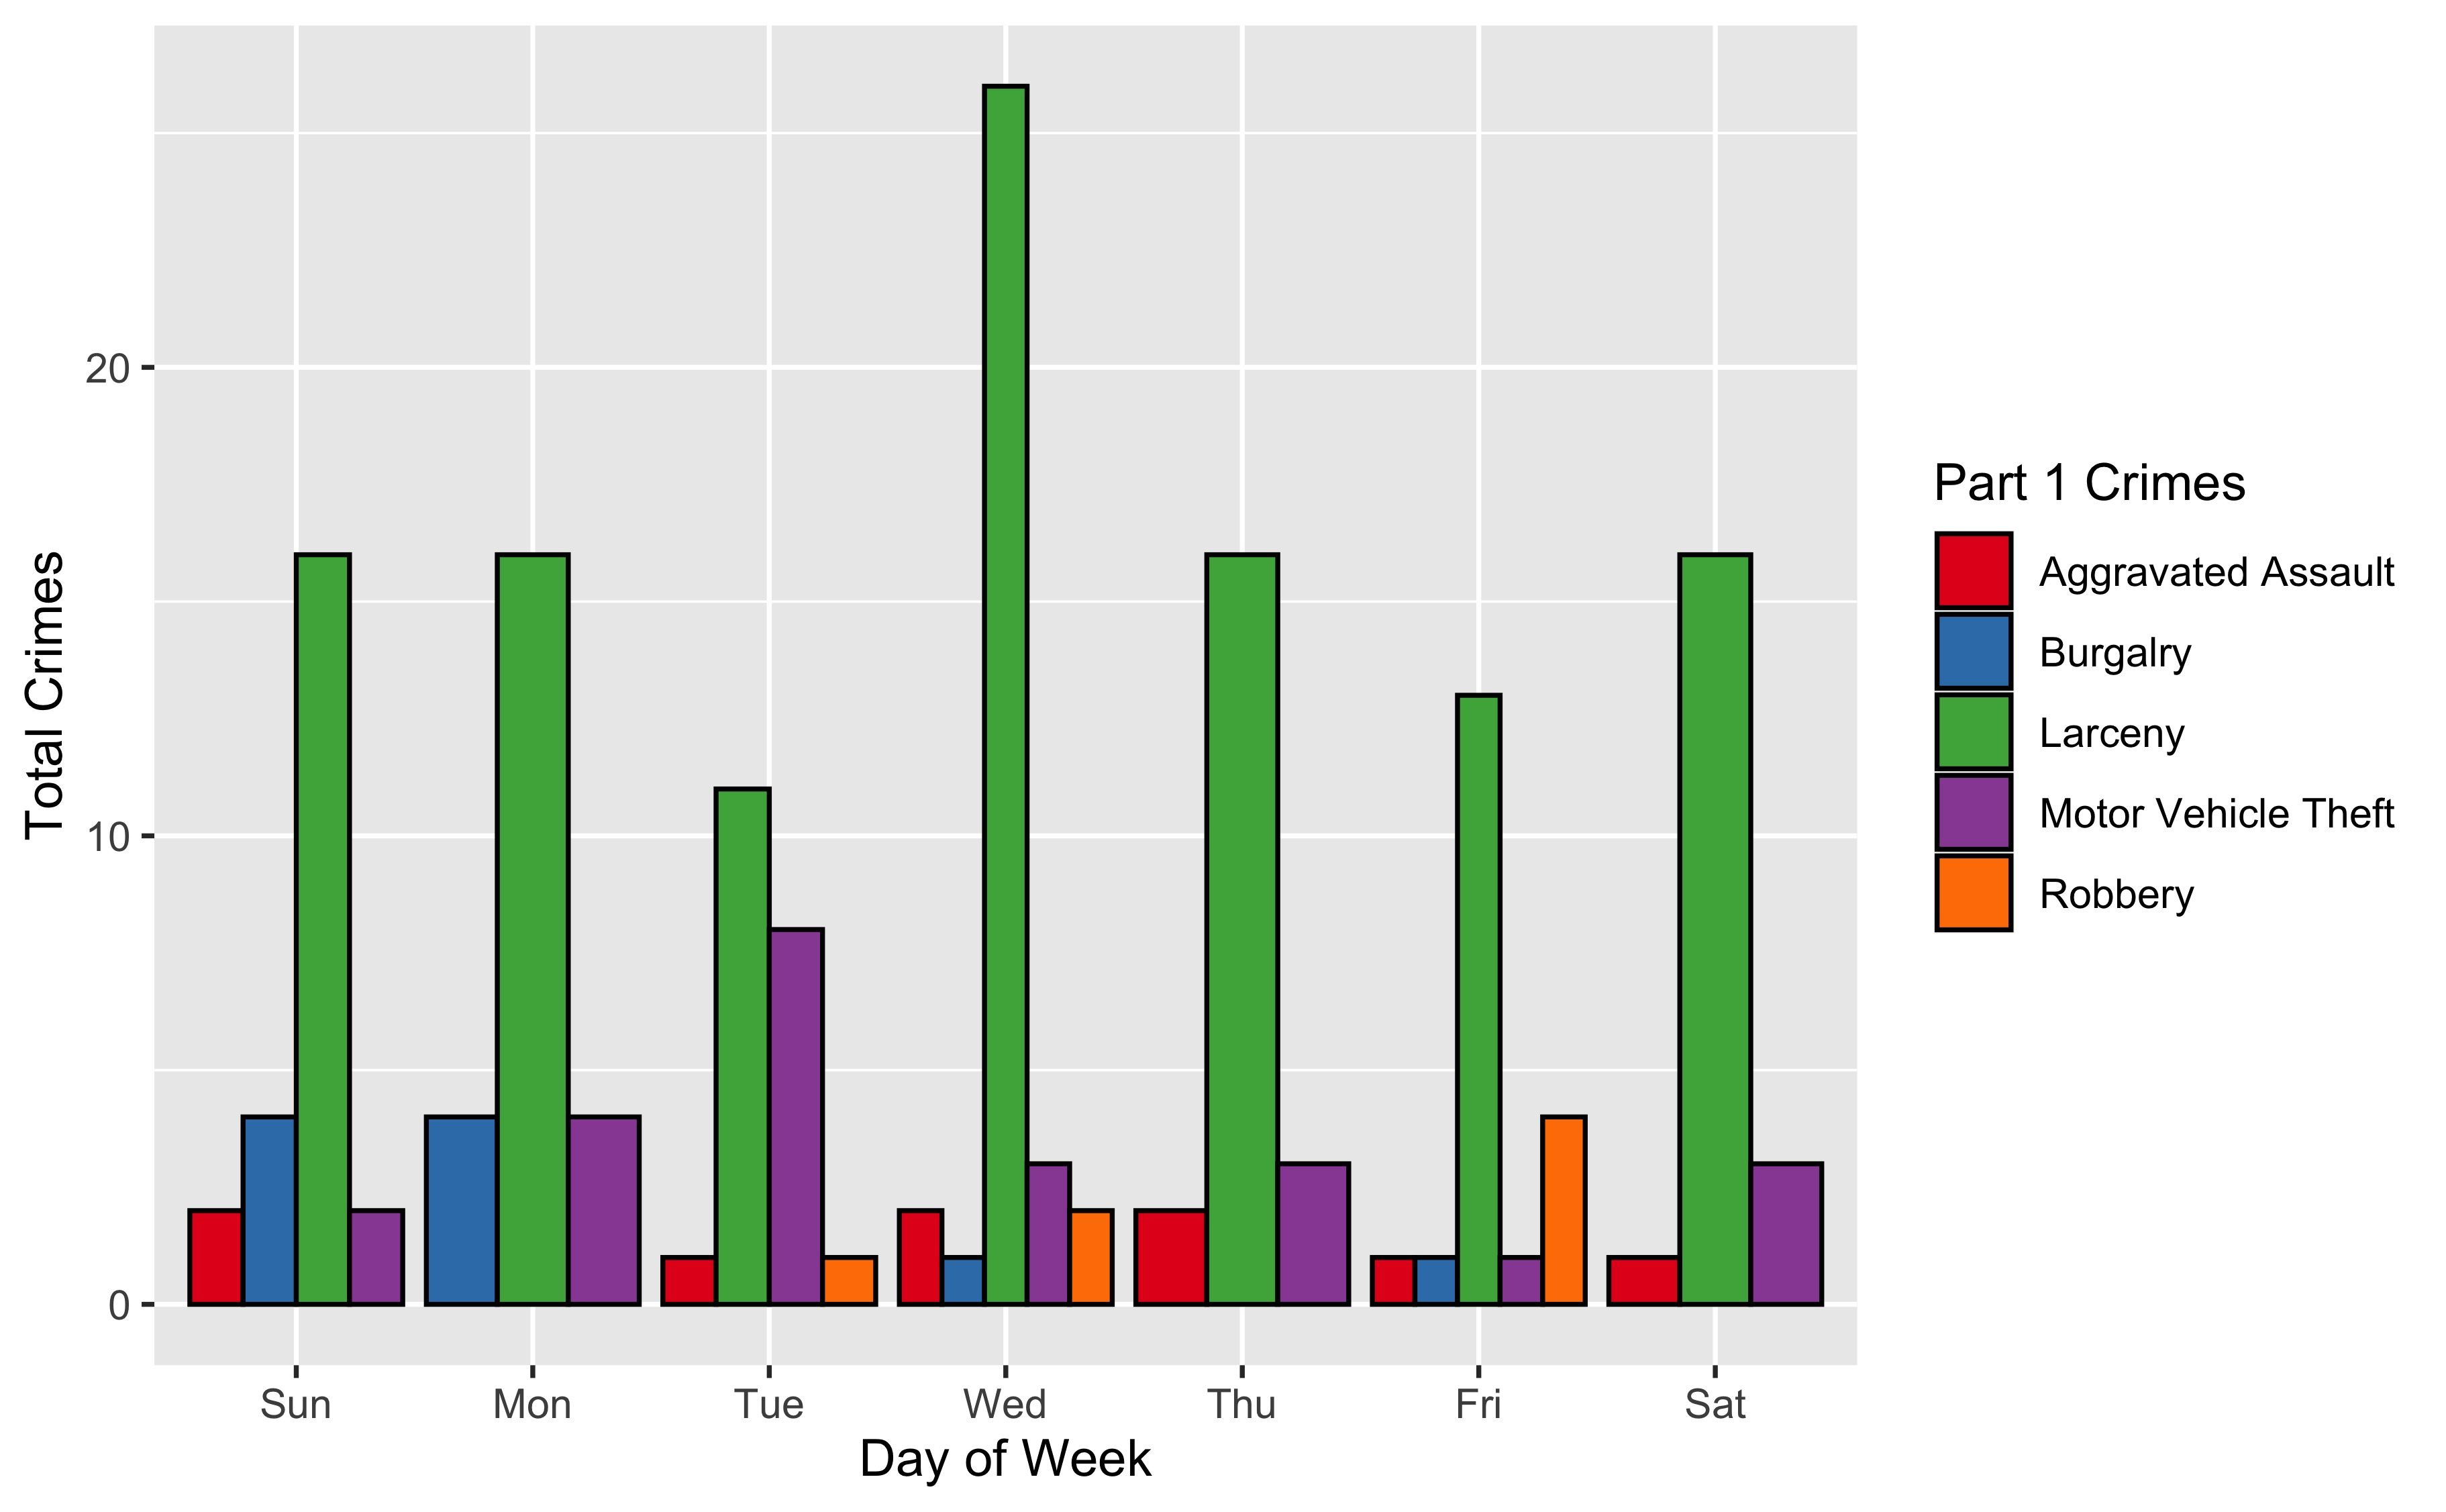 Total Crimes
20
10
0
Sun Mon Tue Wed Thu Fri Sat
Day of Week
Part 1 Crimes
Aggravated Assault
Burgalry
Larceny
Motor Vehicle Theft
Robbery